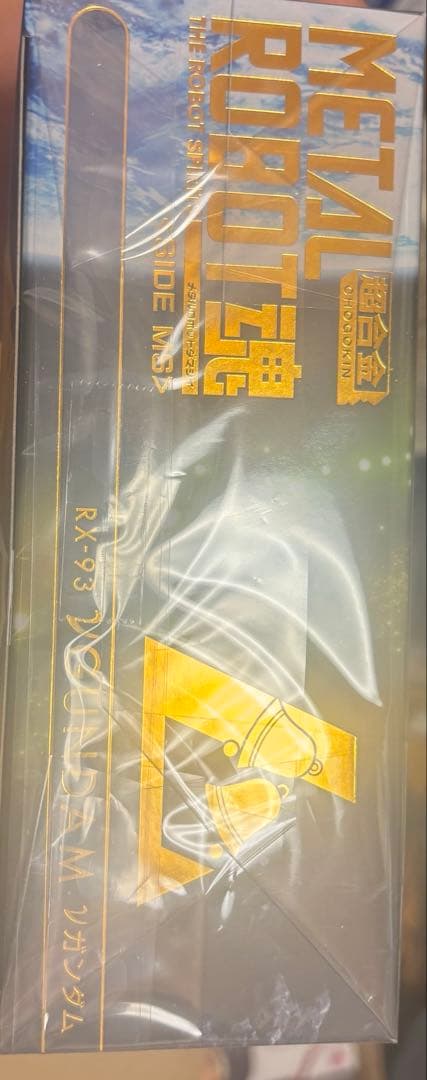 METAL
ROBOT魂
超合金
CHOGOKIN
THE ROBOT SPIRITS
SIDE MS>
RX-93 νGUNDAM νガンダム